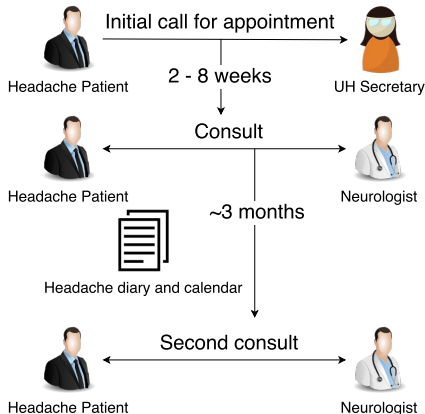 Initial call for appointment
Headache Patient
UH Secretary
2 - 8 weeks
Consult
Headache Patient
Neurologist
~3 months
Headache diary and calendar
Second consult
Headache Patient
Neurologist